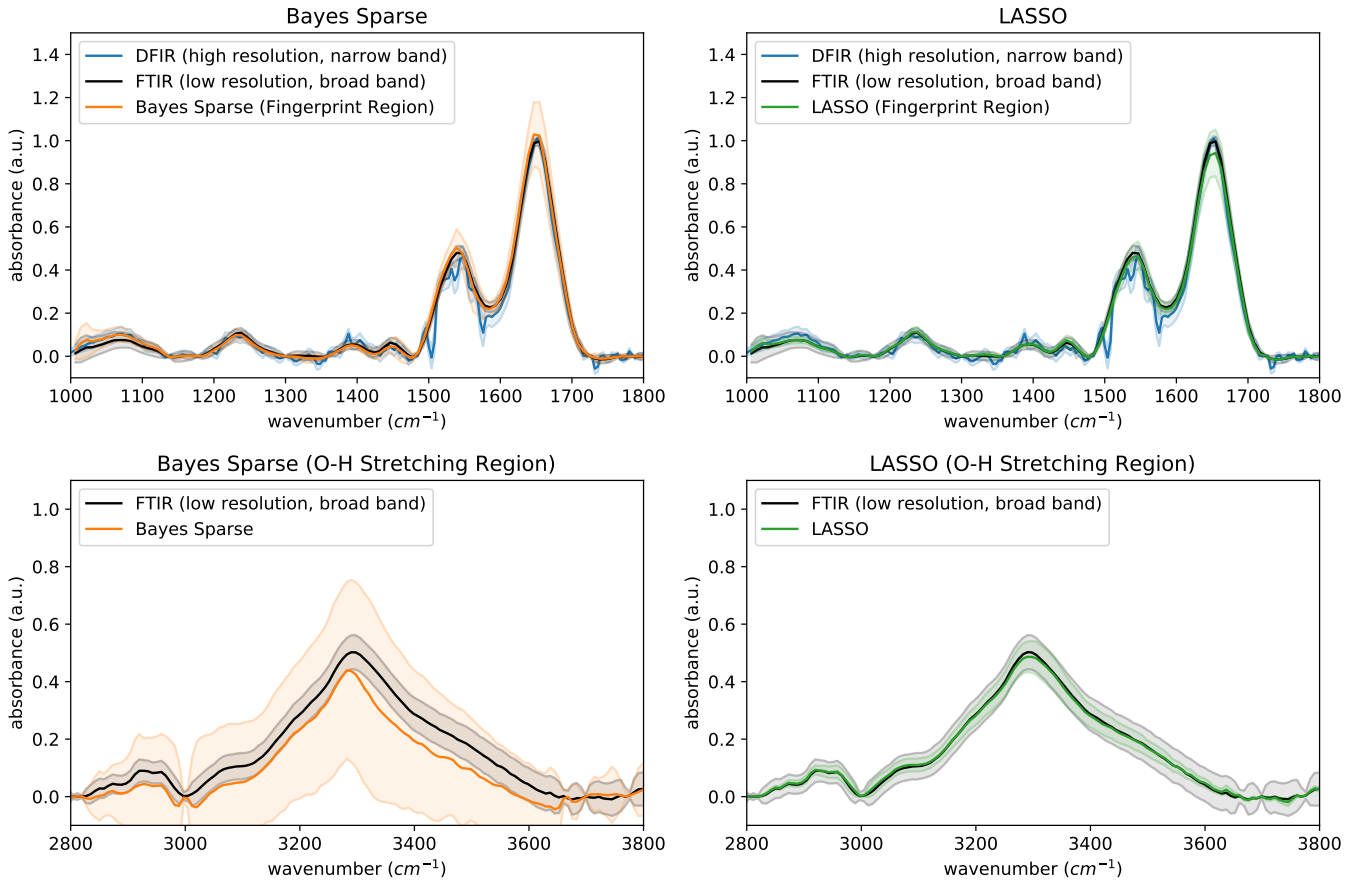 Bayes Sparse
1.4
1.2
1.0
0.8
0.6
0.4
0.2
0.0
absorbance (a.u.)
DFIR (high resolution, narrow band)
FTIR (low resolution, broad band)
Bayes Sparse (Fingerprint Region)
1000 1100 1200 1300 1400 1500 1600 1700 1800
wavenumber (cm⁻¹)
LASSO
1.4
1.2
1.0
0.8
0.6
0.4
0.2
0.0
absorbance (a.u.)
DFIR (high resolution, narrow band)
FTIR (low resolution, broad band)
LASSO (Fingerprint Region)
1000 1100 1200 1300 1400 1500 1600 1700 1800
wavenumber (cm⁻¹)
Bayes Sparse (O-H Stretching Region)
1.0
0.8
0.6
0.4
0.2
0.0
absorbance (a.u.)
FTIR (low resolution, broad band)
Bayes Sparse
2800 3000 3200 3400 3600 3800
wavenumber (cm⁻¹)
LASSO (O-H Stretching Region)
1.0
0.8
0.6
0.4
0.2
0.0
absorbance (a.u.)
FTIR (low resolution, broad band)
LASSO
2800 3000 3200 3400 3600 3800
wavenumber (cm⁻¹)